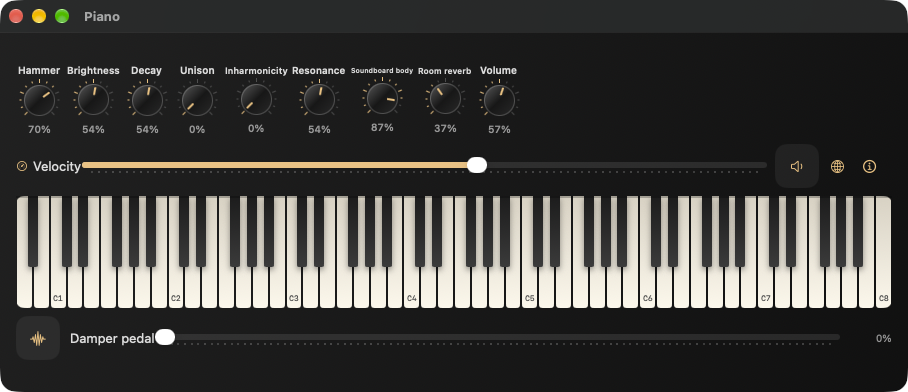 Piano
Hammer Brightness Decay Unison Inharmonicity Resonance Soundboard body Room reverb Volume
70% 54% 54% 0% 0% 54% 87% 37% 57%
Velocity
C1 C2 C3 C4 C5 C6 C7 C8
Damper pedal 0%